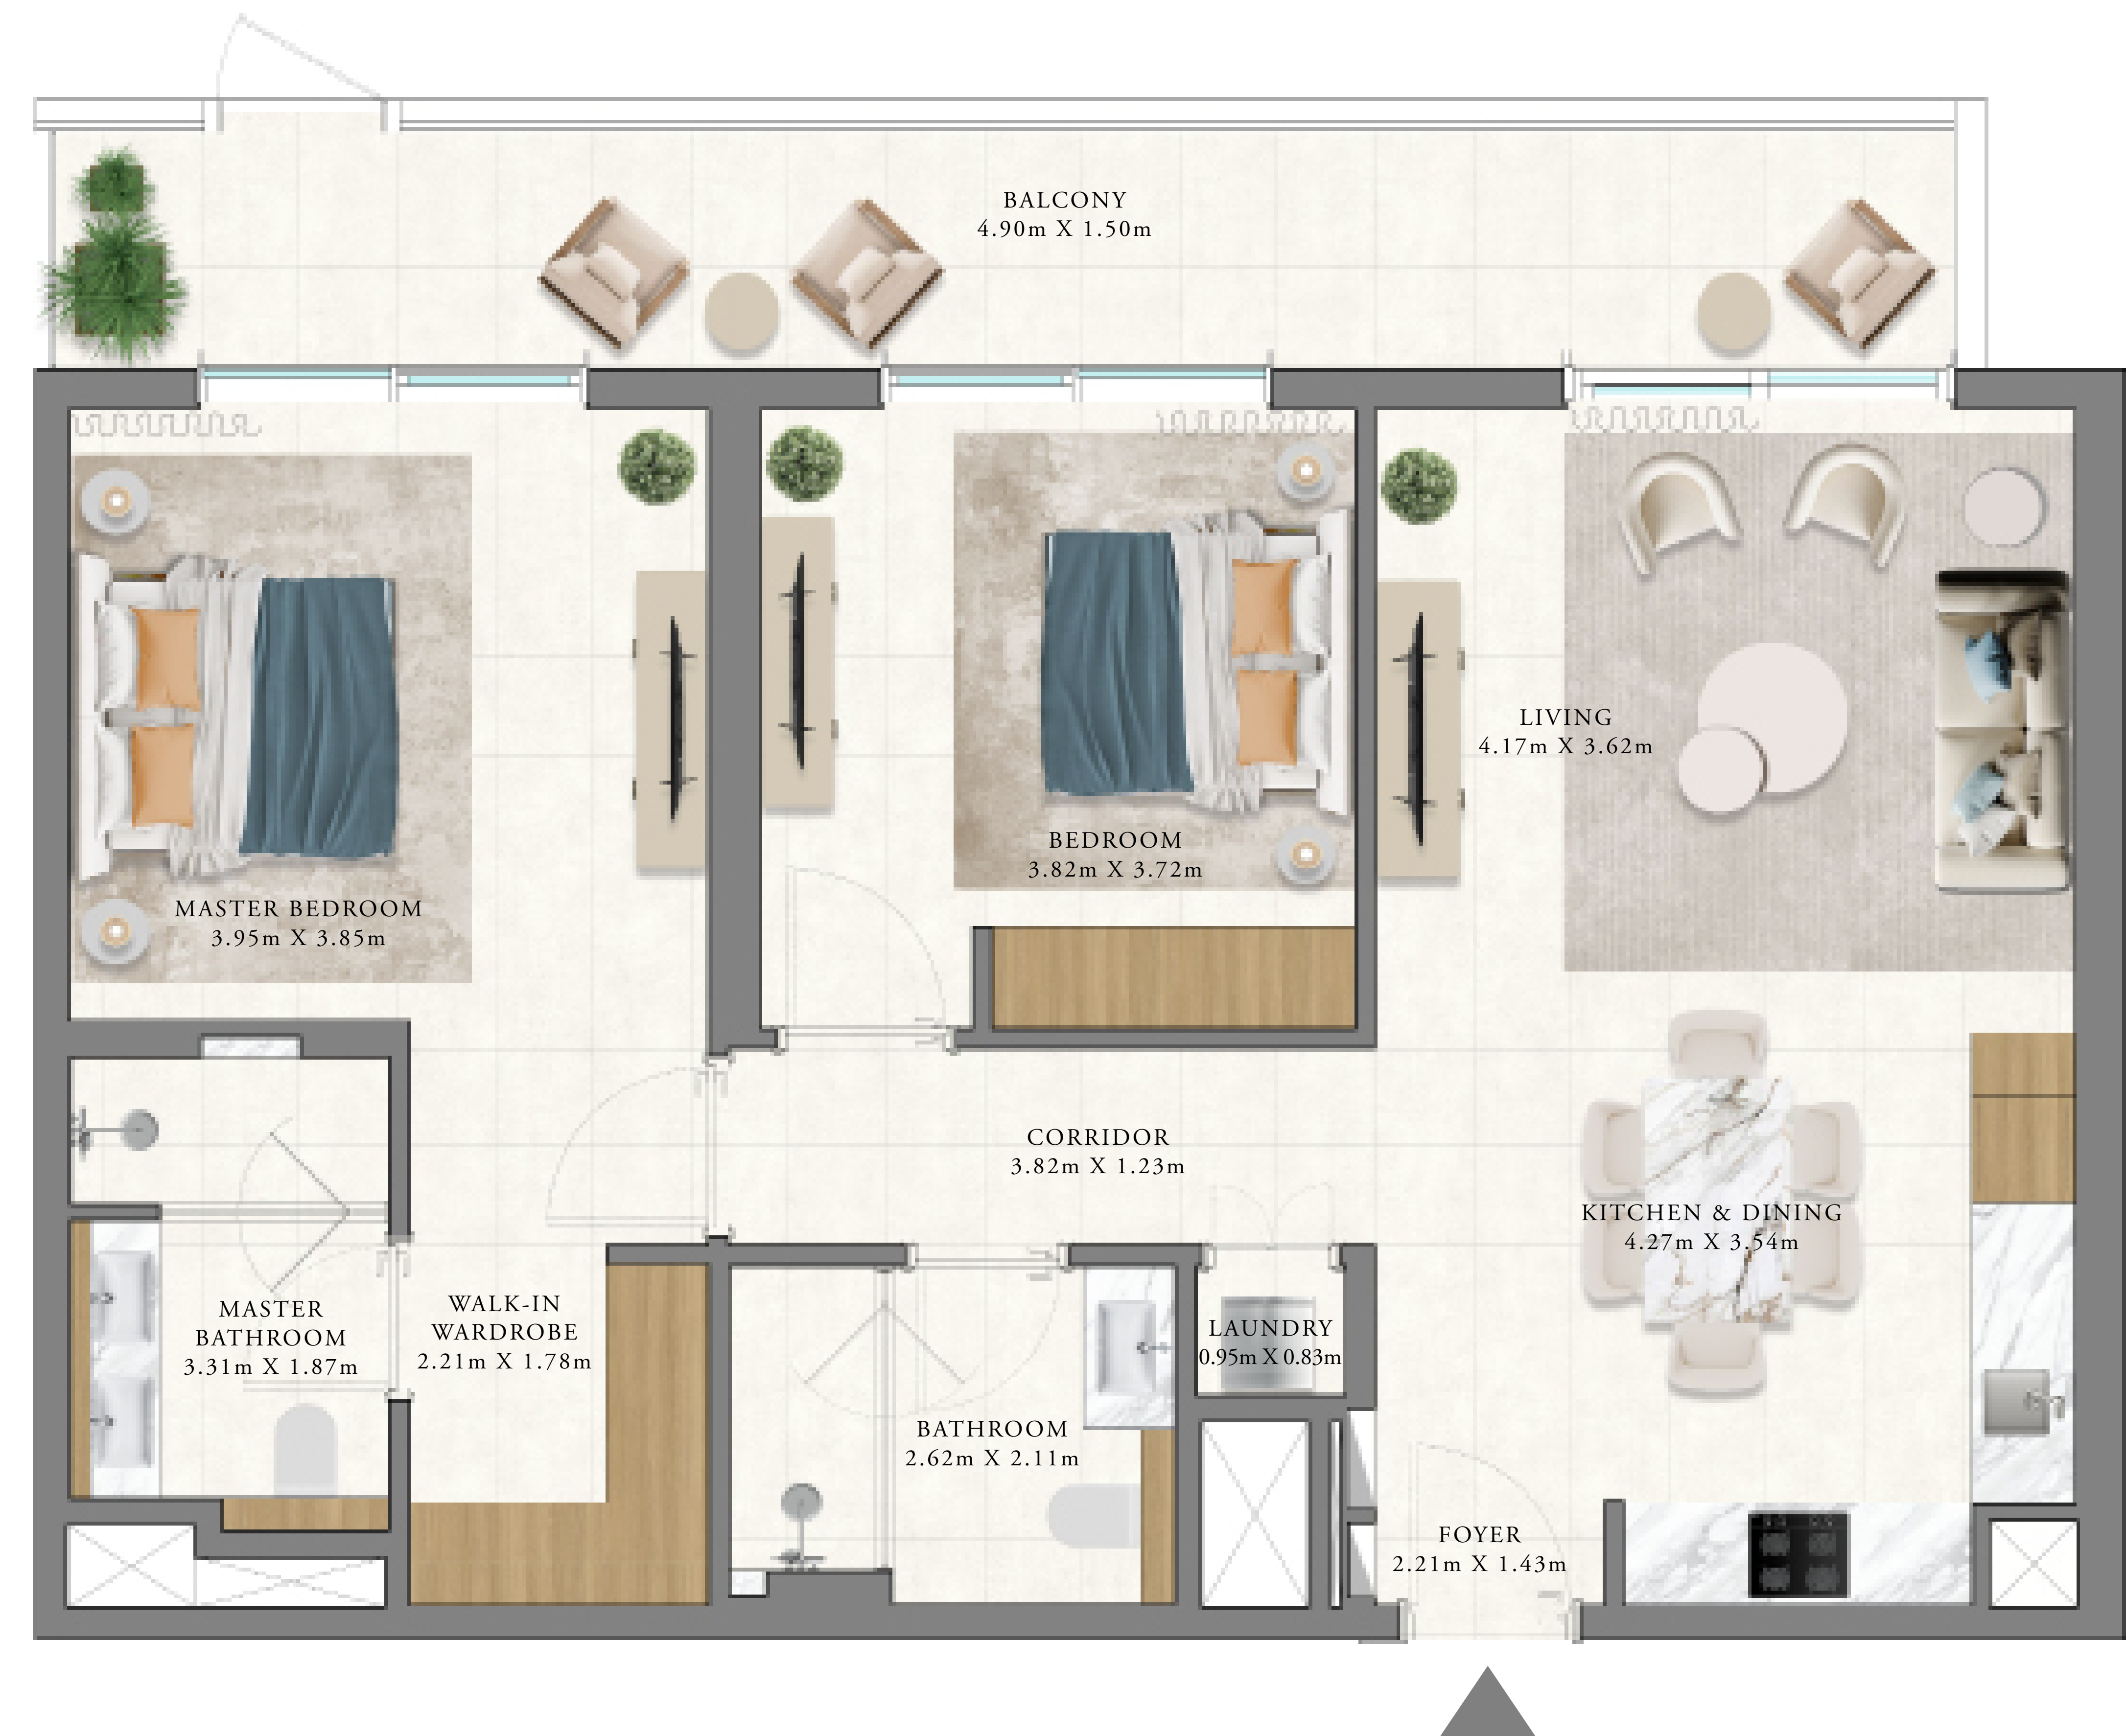 BALCONY
4.90m X 1.50m
LIVING
4.17m X 3.62m
BEDROOM
3.82m X 3.72m
MASTER BEDROOM
3.95m X 3.85m
CORRIDOR
3.82m X 1.23m
KITCHEN & DINING
4.27m X 3.54m
MASTER
BATHROOM
3.31m X 1.87m
WALK-IN
WARDROBE
2.21m X 1.78m
LAUNDRY
0.95m X 0.83m
BATHROOM
2.62m X 2.11m
FOYER
2.21m X 1.43m